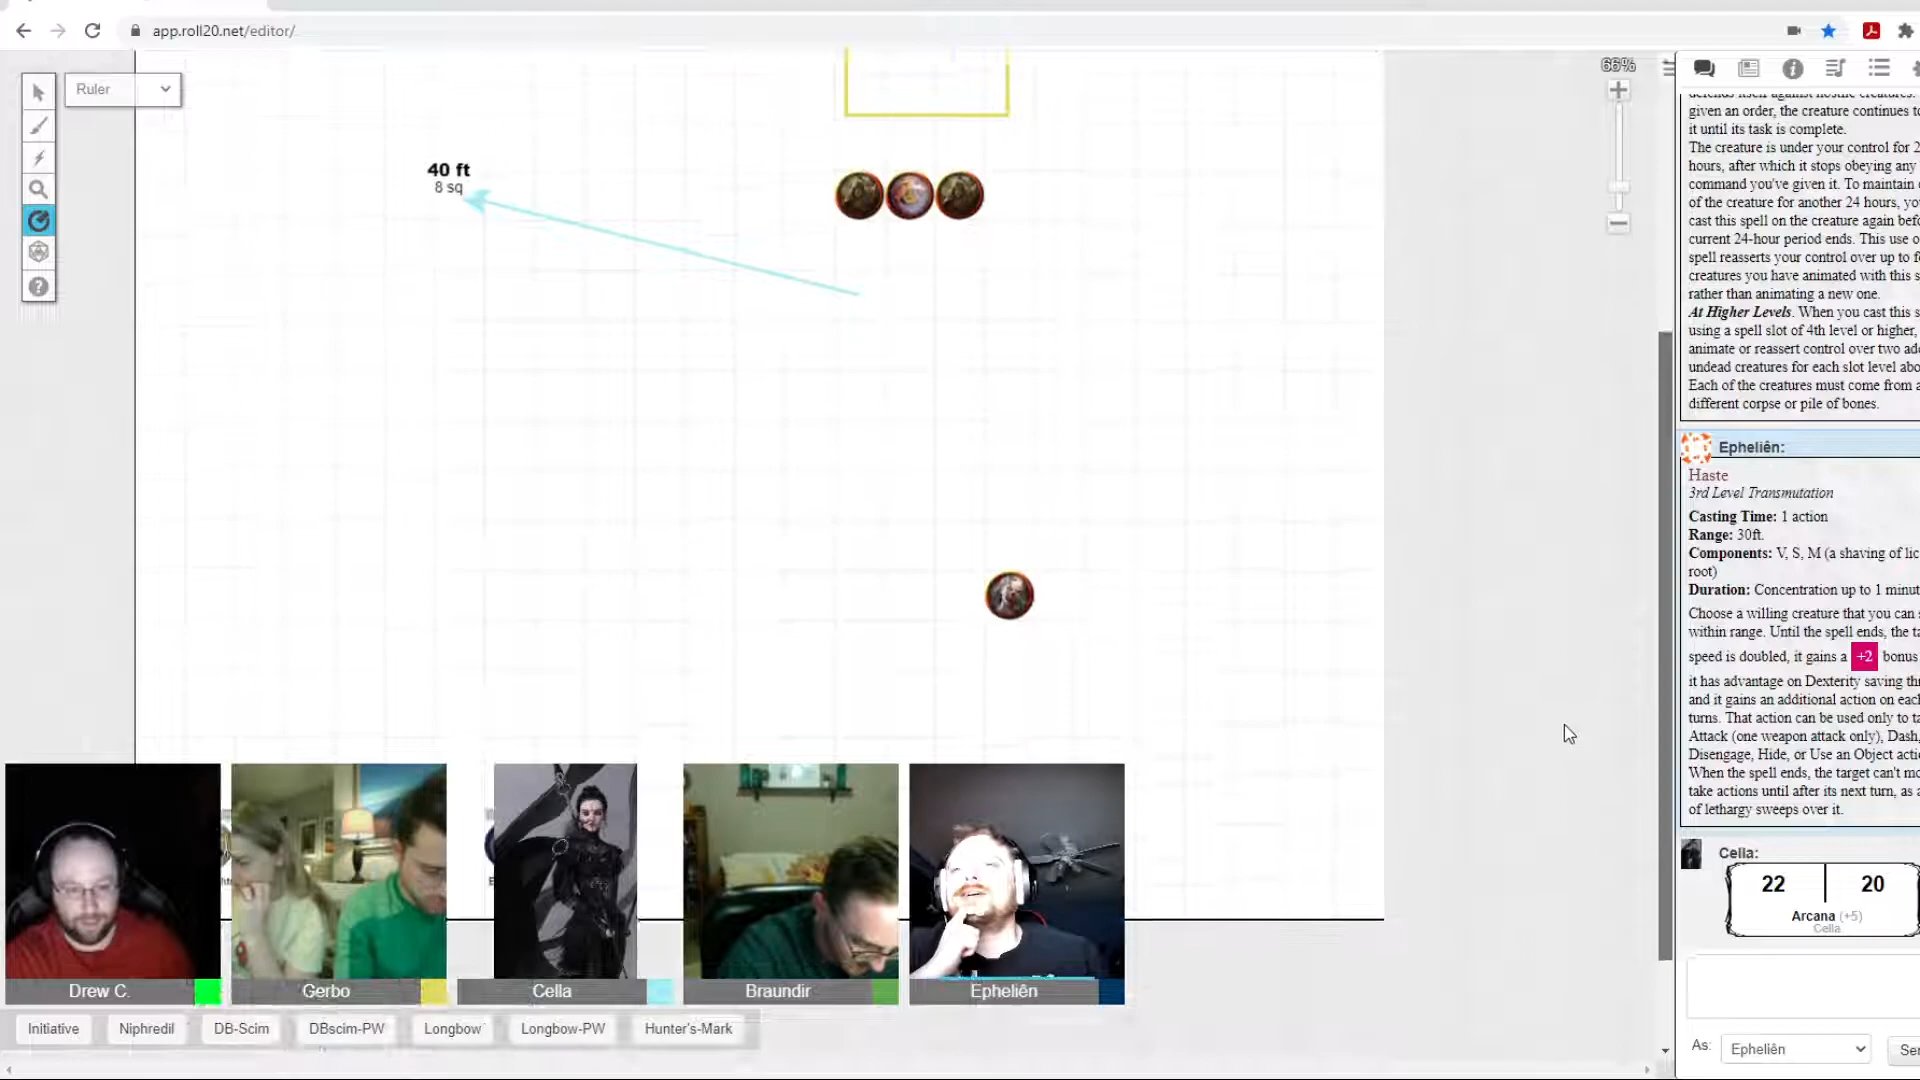 app.roll20.net/editor/
Ruler
66%
40 ft
8 sq
given an order, the creature continues to
it until its task is complete.
The creature is under your control for 2
hours, after which it stops obeying any
command you've given it. To maintain
of the creature for another 24 hours, yo
cast this spell on the creature again befo
current 24-hour period ends. This use o
spell reasserts your control over up to f
creatures you have animated with this s
rather than animating a new one.
At Higher Levels. When you cast this s
using a spell slot of 4th level or higher,
animate or reassert control over two ad
undead creatures for each slot level abo
Each of the creatures must come from a
different corpse or pile of bones.
Epheliên:
Haste
3rd Level Transmutation
Casting Time: 1 action
Range: 30ft.
Components: V, S, M (a shaving of lic
root)
Duration: Concentration up to 1 minut
Choose a willing creature that you can s
within range. Until the spell ends, the ta
speed is doubled, it gains a +2 bonus
it has advantage on Dexterity saving th
and it gains an additional action on each
turns. That action can be used only to ta
Attack (one weapon attack only), Dash,
Disengage, Hide, or Use an Object actio
When the spell ends, the target can't mo
take actions until after its next turn, as a
of lethargy sweeps over it.
Cella:
22 20
Arcana (+5)
Cella
Drew C.
Gerbo
Cella
Braundir
Epheliên
Initiative
Niphredil
DB-Scim
DBscim-PW
Longbow
Longbow-PW
Hunter's-Mark
As:
Epheliên
Sen